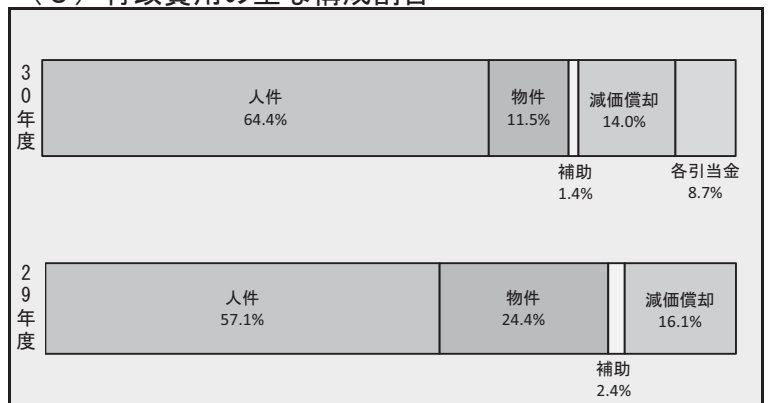 30年度
人件
64.4%
物件
11.5%
減価償却
14.0%
補助
1.4%
各引当金
8.7%
29年度
人件
57.1%
物件
24.4%
減価償却
16.1%
補助
2.4%